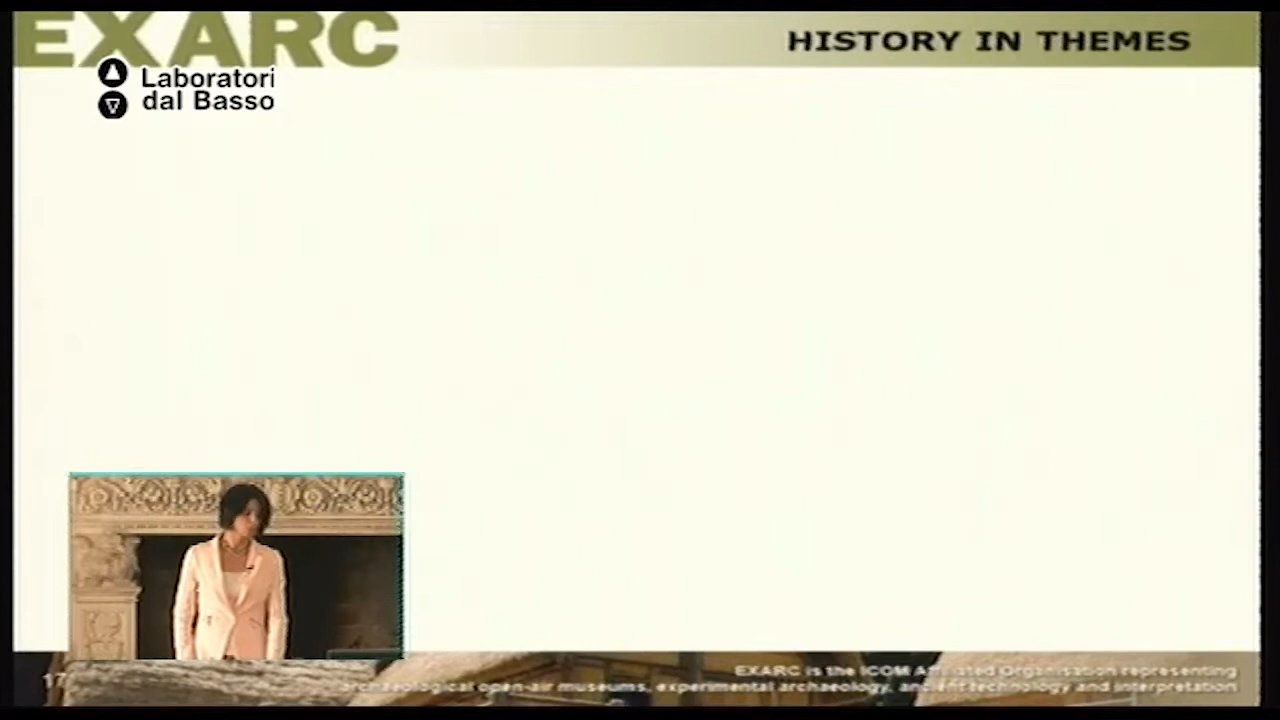 EXARC
HISTORY IN THEMES
Laboratori
dal Basso
17
EXARC is the ICOM Affiliated Organisation representing
archaeological open-air museums, experimental archaeology, ancient technology and interpretation